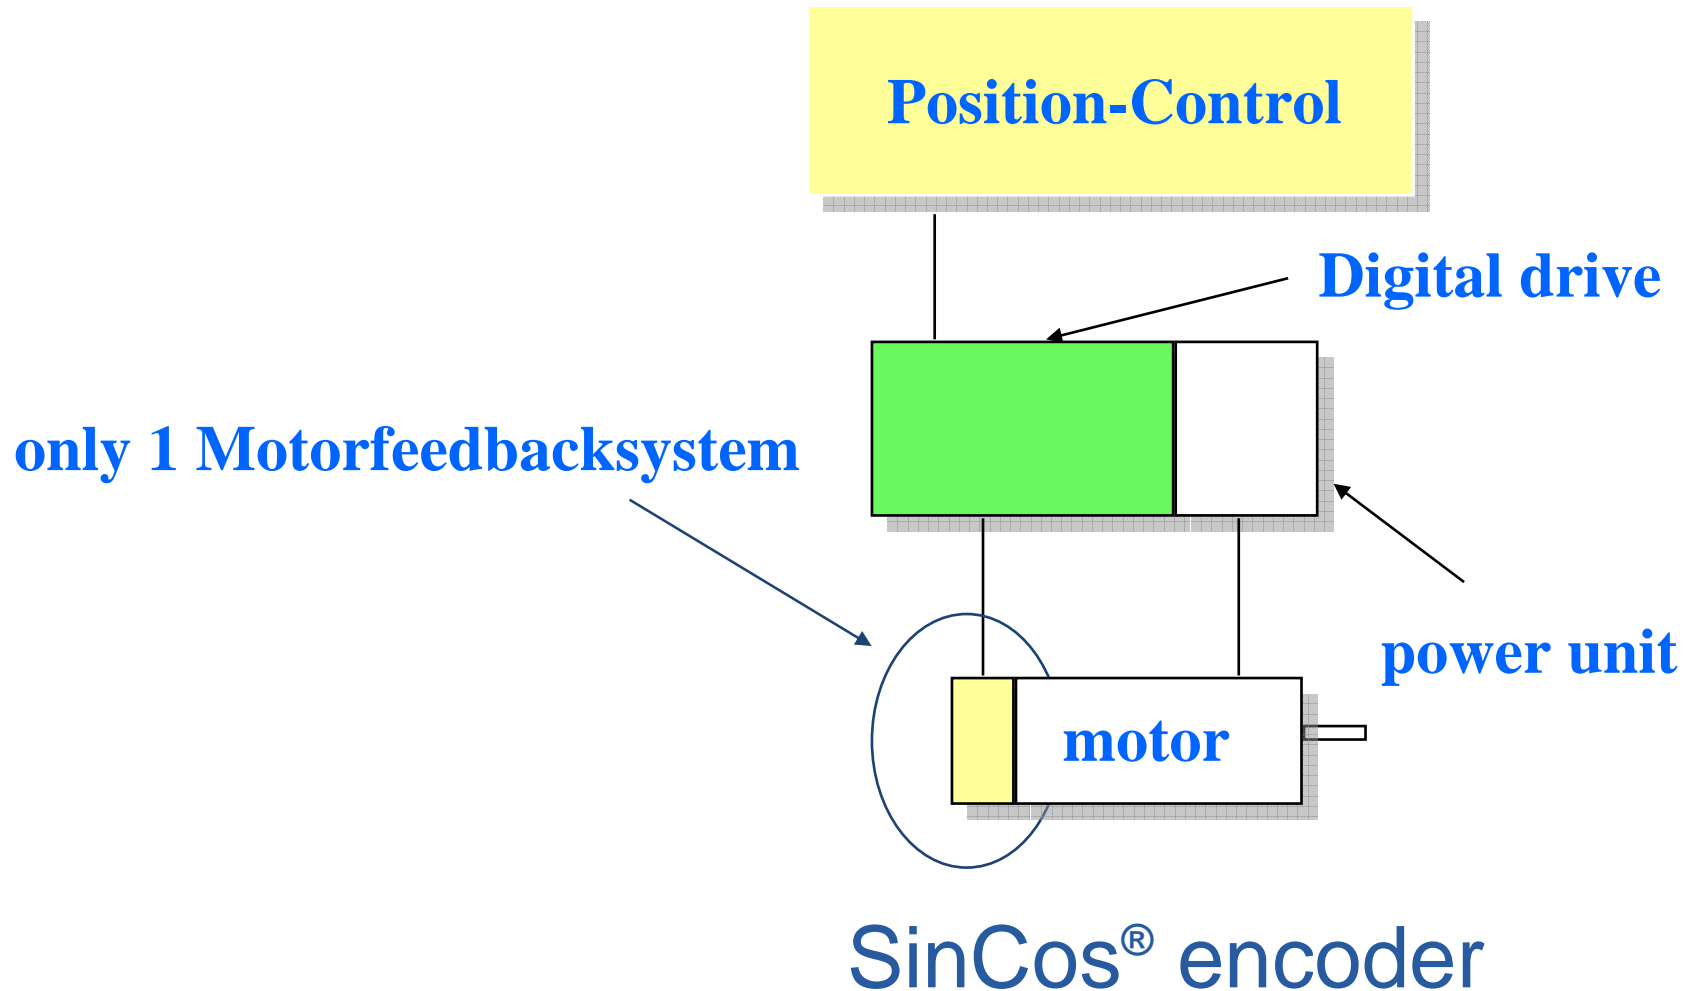 Position-Control
Digital drive
only 1 Motorfeedbacksystem
power unit
motor
SinCos® encoder